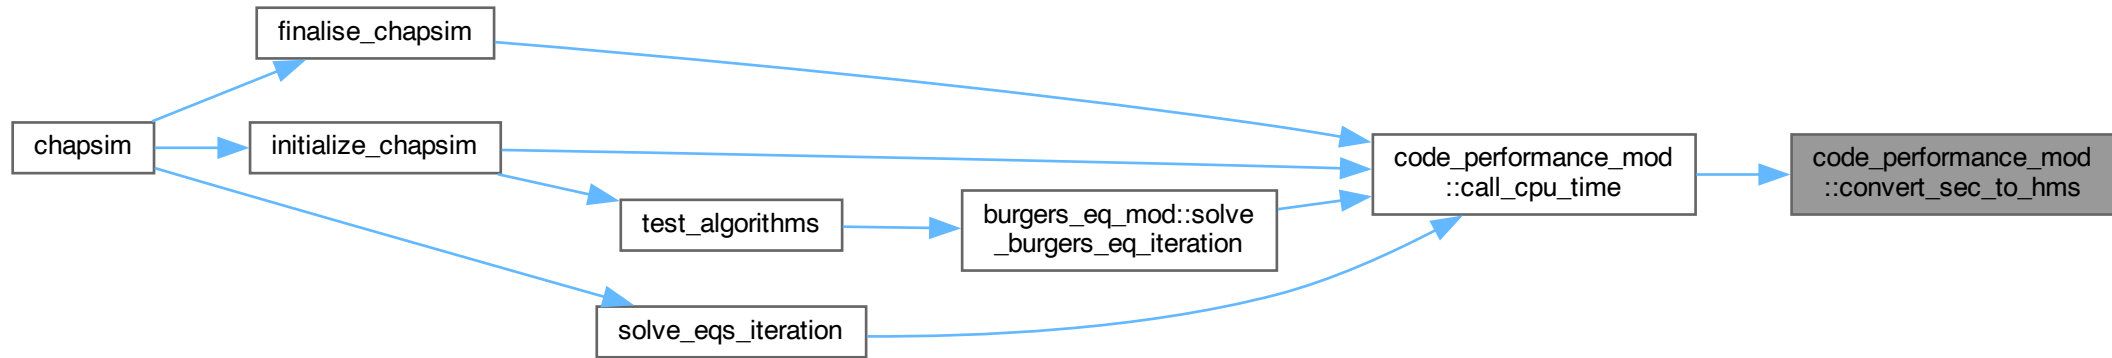 finalise_chapsim
chapsim
initialize_chapsim
test_algorithms
solve_eqs_iteration
burgers_eq_mod::solve
_burgers_eq_iteration
code_performance_mod
::call_cpu_time
code_performance_mod
::convert_sec_to_hms